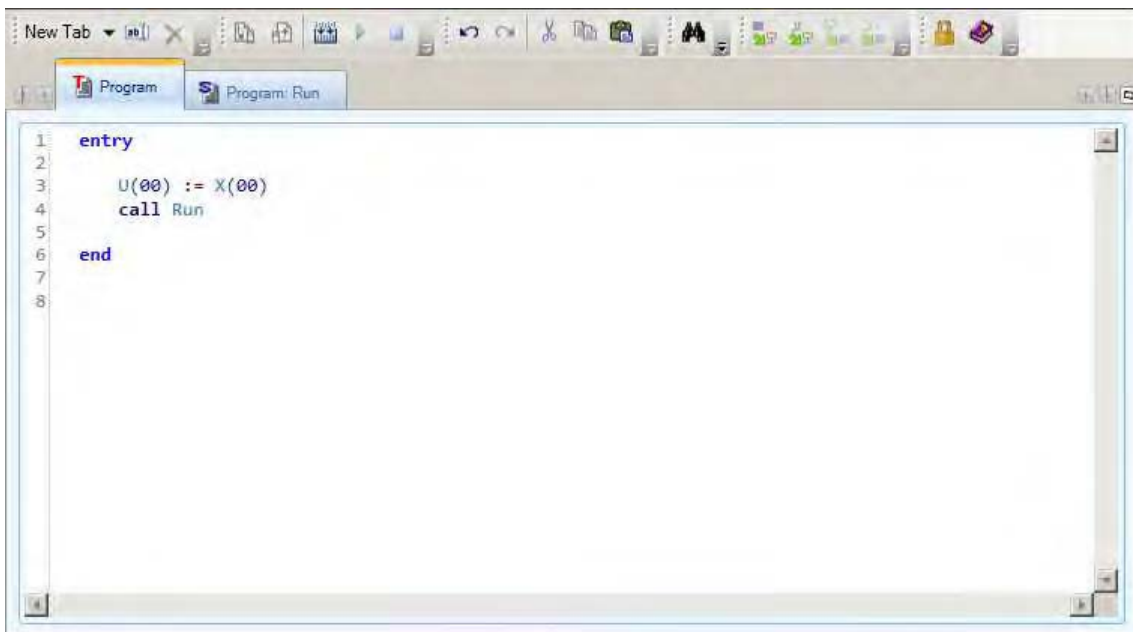 New Tab
Program
Program: Run
1 entry
2
3 U(00) := X(00)
4 call Run
5
6 end
7
8